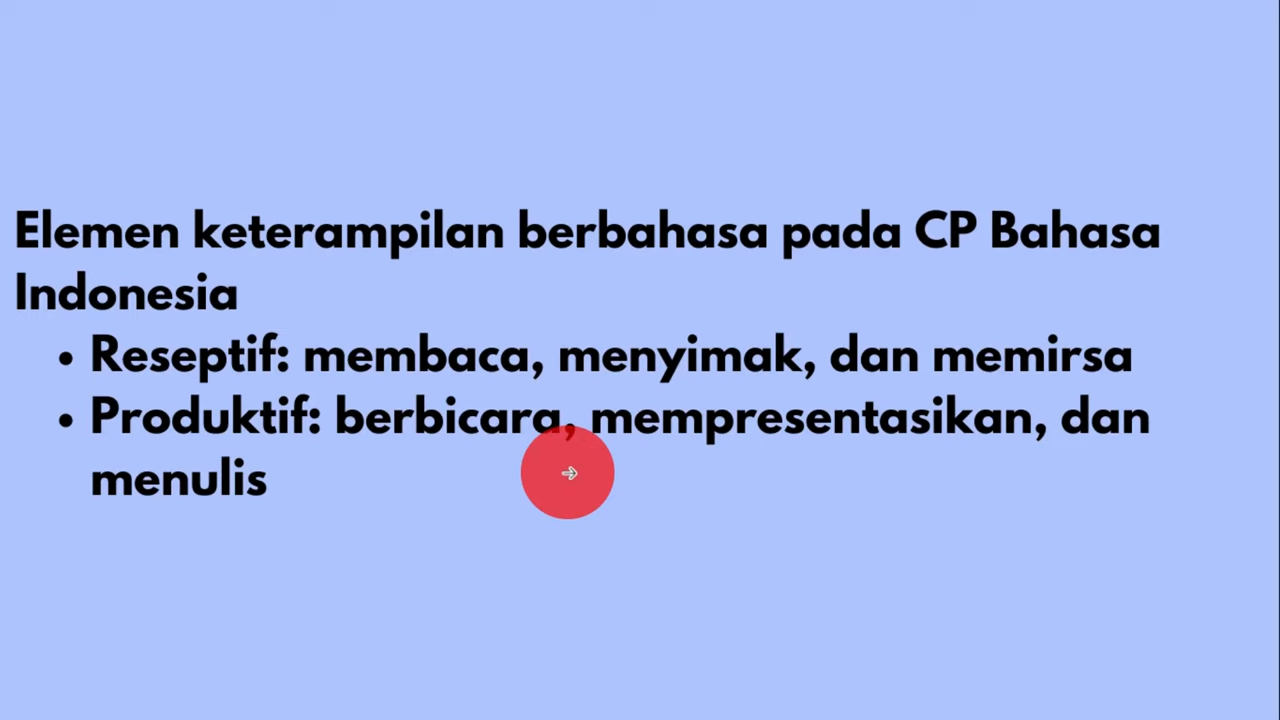 Elemen keterampilan berbahasa pada CP Bahasa
Indonesia
• Reseptif: membaca, menyimak, dan memirsa
• Produktif: berbicara, mempresentasikan, dan
menulis